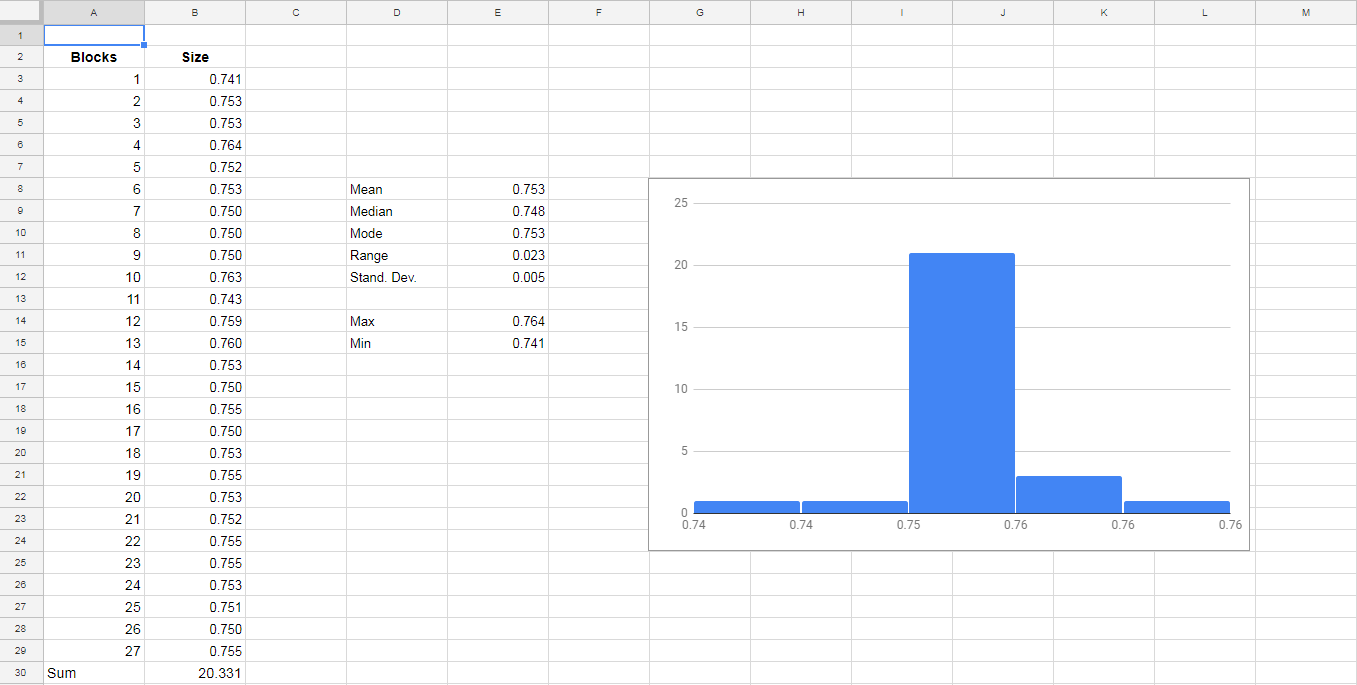 A B C D E F G H I J K L M
1
2 Blocks Size
3 1 0.741
4 2 0.753
5 3 0.753
6 4 0.764
7 5 0.752
8 6 0.753 Mean 0.753
9 7 0.750 Median 0.748
10 8 0.750 Mode 0.753
11 9 0.750 Range 0.023
12 10 0.763 Stand. Dev. 0.005
13 11 0.743
14 12 0.759 Max 0.764
15 13 0.760 Min 0.741
16 14 0.753
17 15 0.750
18 16 0.755
19 17 0.750
20 18 0.753
21 19 0.755
22 20 0.753
23 21 0.752
24 22 0.755
25 23 0.755
26 24 0.753
27 25 0.751
28 26 0.750
29 27 0.755
30 Sum 20.331
25
20
15
10
5
0
0.74 0.74 0.75 0.76 0.76 0.76